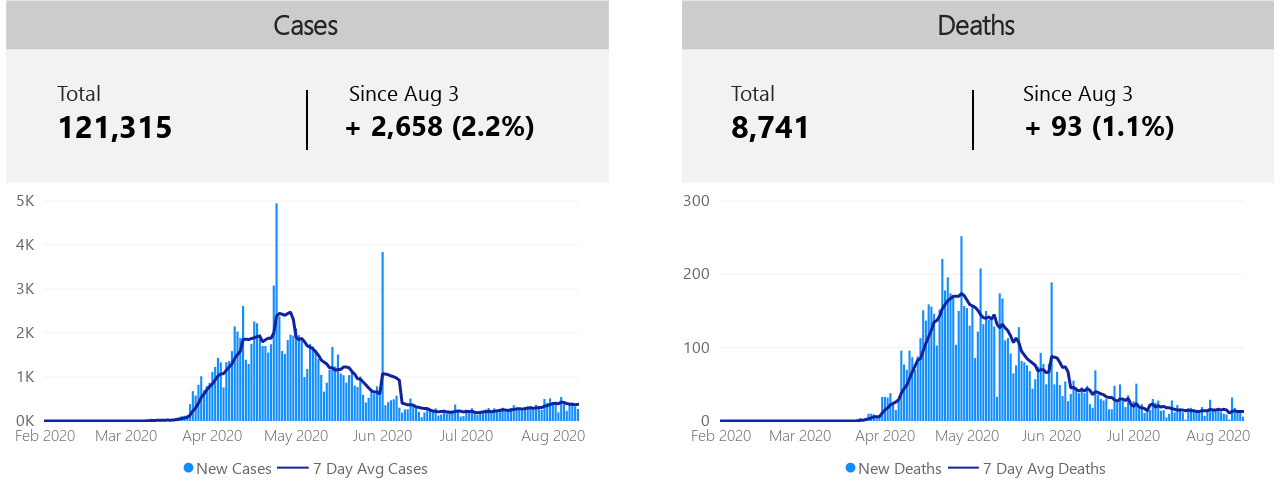 Cases
Total
121,315
Since Aug 3
+ 2,658 (2.2%)
5K
4K
3K
2K
1K
0K
Feb 2020 Mar 2020 Apr 2020 May 2020 Jun 2020 Jul 2020 Aug 2020
New Cases 7 Day Avg Cases
Deaths
Total
8,741
Since Aug 3
+ 93 (1.1%)
300
200
100
0
Feb 2020 Mar 2020 Apr 2020 May 2020 Jun 2020 Jul 2020 Aug 2020
New Deaths 7 Day Avg Deaths